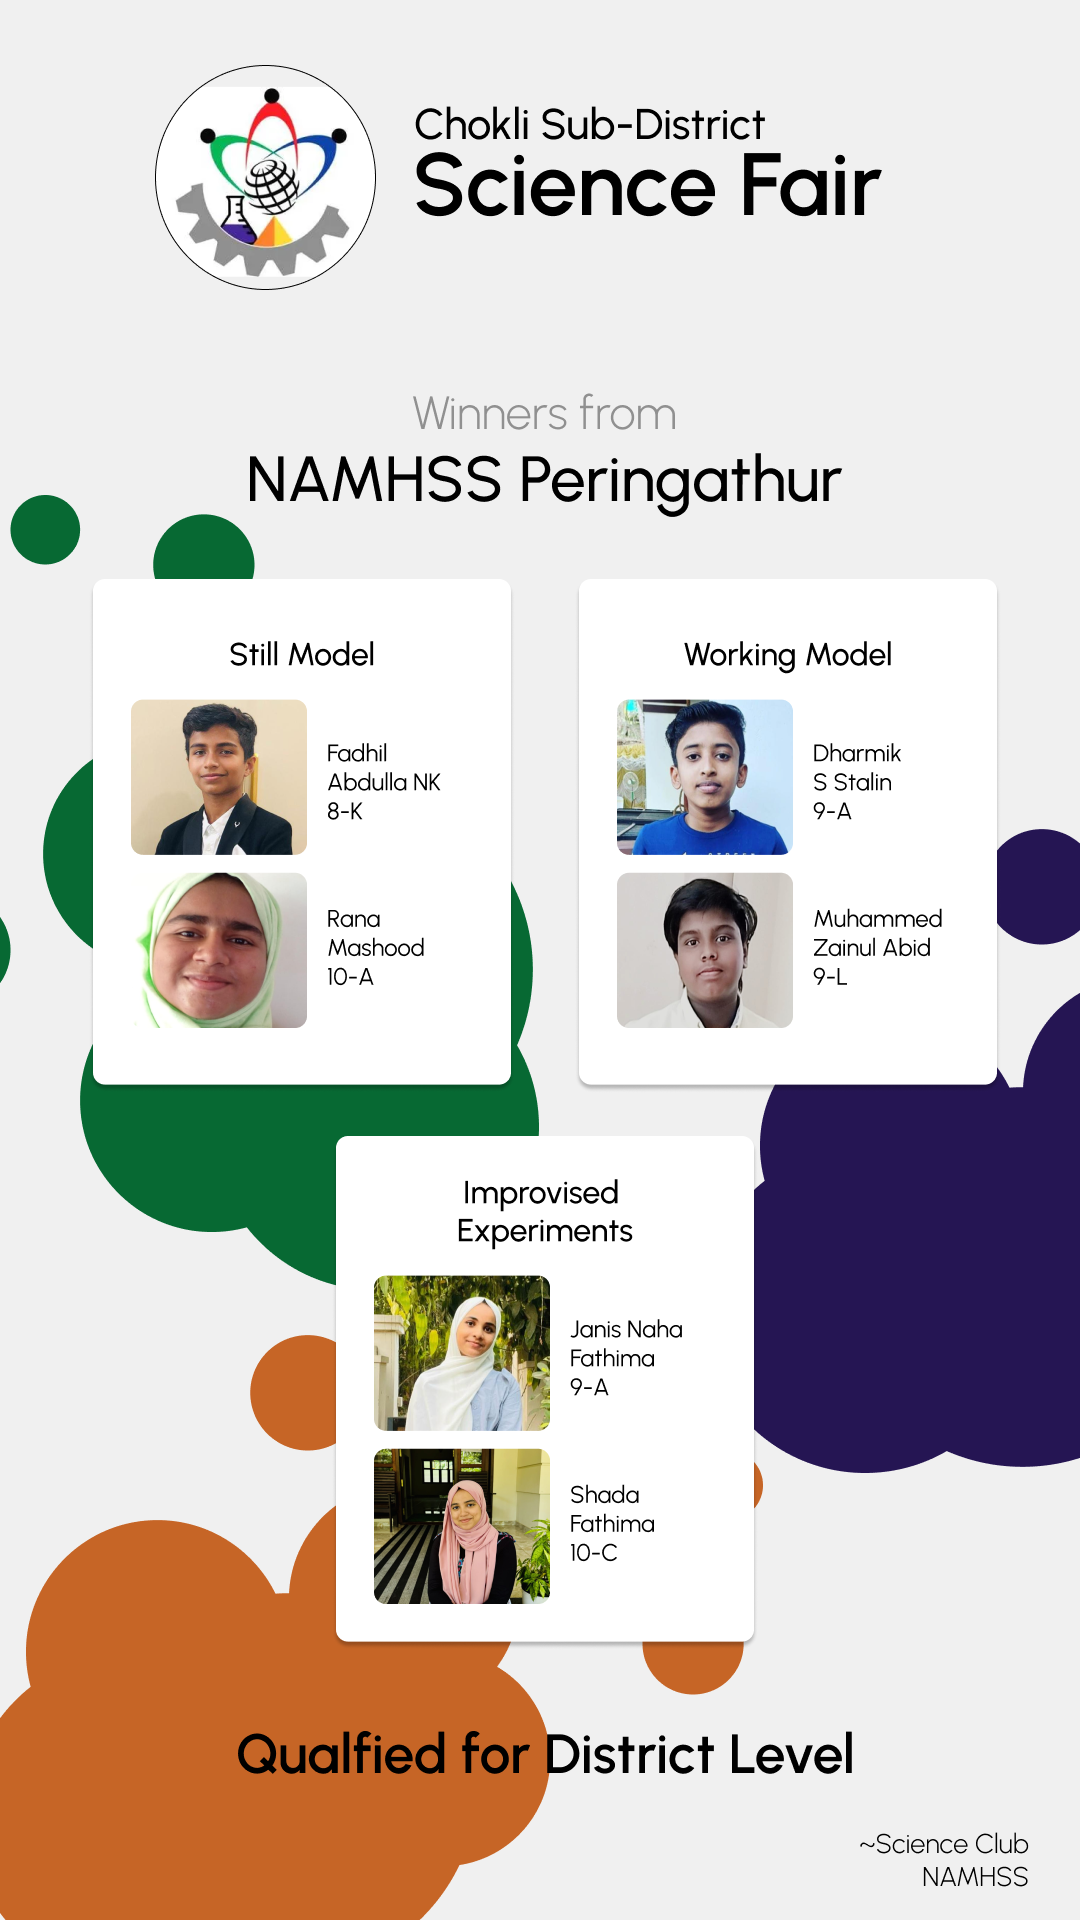 Chokli Sub-District
Science Fair
Winners from
NAMHSS Peringathur
Still Model
Fadhil
Abdulla NK
8-K
Rana
Mashood
10-A
Working Model
Dharmik
S Stalin
9-A
Muhammed
Zainul Abid
9-L
Improvised
Experiments
Janis Naha
Fathima
9-A
Shada
Fathima
10-C
Qualfied for District Level
~Science Club
NAMHSS